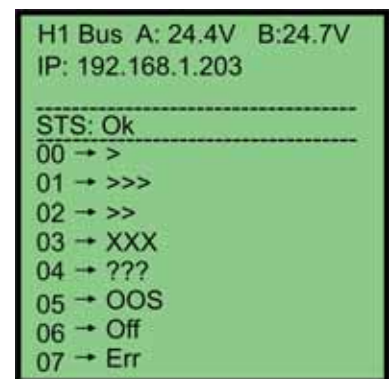 H1 Bus A: 24.4V B:24.7V
IP: 192.168.1.203
STS: Ok
00 → >
01 → >>>
02 → >>
03 → XXX
04 → ???
05 → OOS
06 → Off
07 → Err